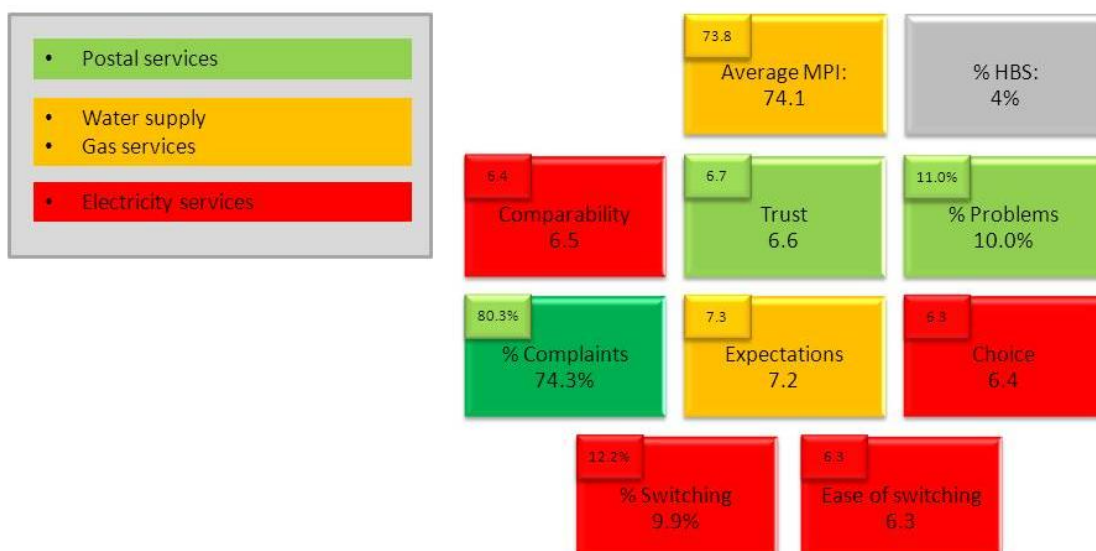 • Postal services
• Water supply
• Gas services
• Electricity services
73.8
Average MPI:
74.1
% HBS:
4%
6.4
Comparability
6.5
6.7
Trust
6.6
11.0%
% Problems
10.0%
80.3%
% Complaints
74.3%
7.3
Expectations
7.2
6.3
Choice
6.4
12.2%
% Switching
9.9%
6.3
Ease of switching
6.3